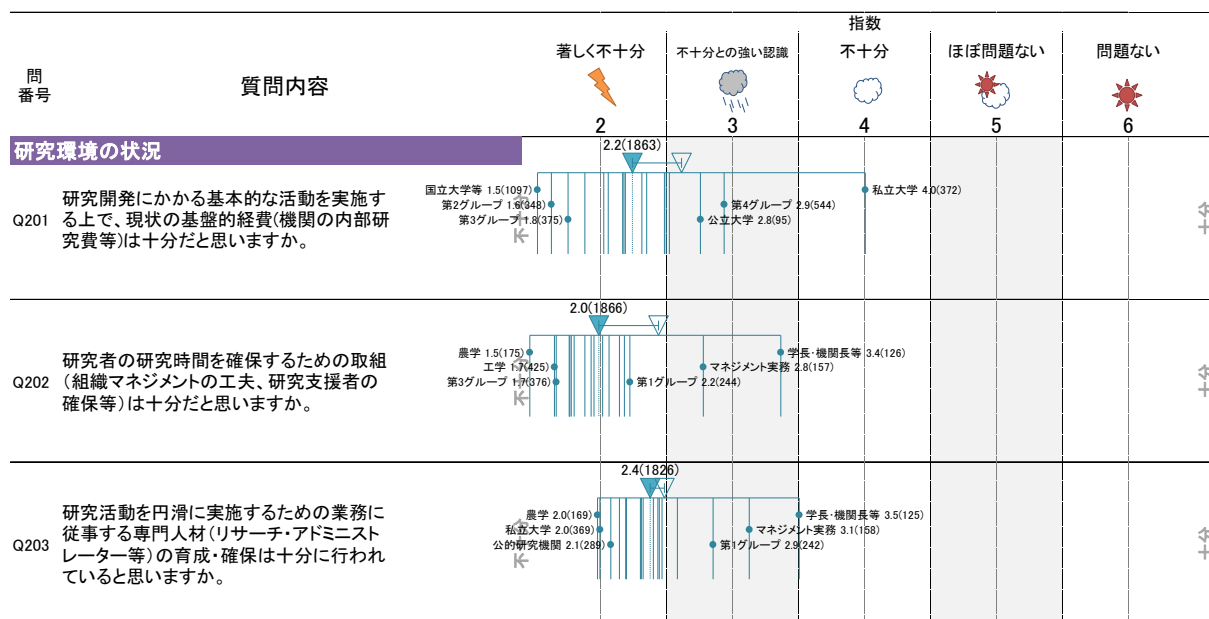 指数
著しく不十分
不十分との強い認識
不十分
ほぼ問題ない
問題ない
問
番号
質問内容
2
3
4
5
6
研究環境の状況
2.2(1863)
Q201
研究開発にかかる基本的な活動を実施す
る上で、現状の基盤的経費(機関の内部研
究費等)は十分だと思いますか。
国立大学等 1.5(1097)
第2グループ 1.6(348)
第3グループ 1.8(375)
私立大学 4.0(372)
第4グループ 2.9(544)
公立大学 2.8(95)
不十分
十分
2.0(1866)
Q202
研究者の研究時間を確保するための取組
(組織マネジメントの工夫、研究支援者の
確保等)は十分だと思いますか。
農学 1.5(175)
工学 1.7(425)
第3グループ 1.7(376)
学長・機関長等 3.4(126)
マネジメント実務 2.8(157)
第1グループ 2.2(244)
不十分
十分
2.4(1826)
Q203
研究活動を円滑に実施するための業務に
従事する専門人材(リサーチ・アドミニスト
レーター等)の育成・確保は十分に行われ
ていると思いますか。
農学 2.0(169)
私立大学 2.0(369)
公的研究機関 2.1(289)
学長・機関長等 3.5(125)
マネジメント実務 3.1(158)
第1グループ 2.9(242)
不十分
十分